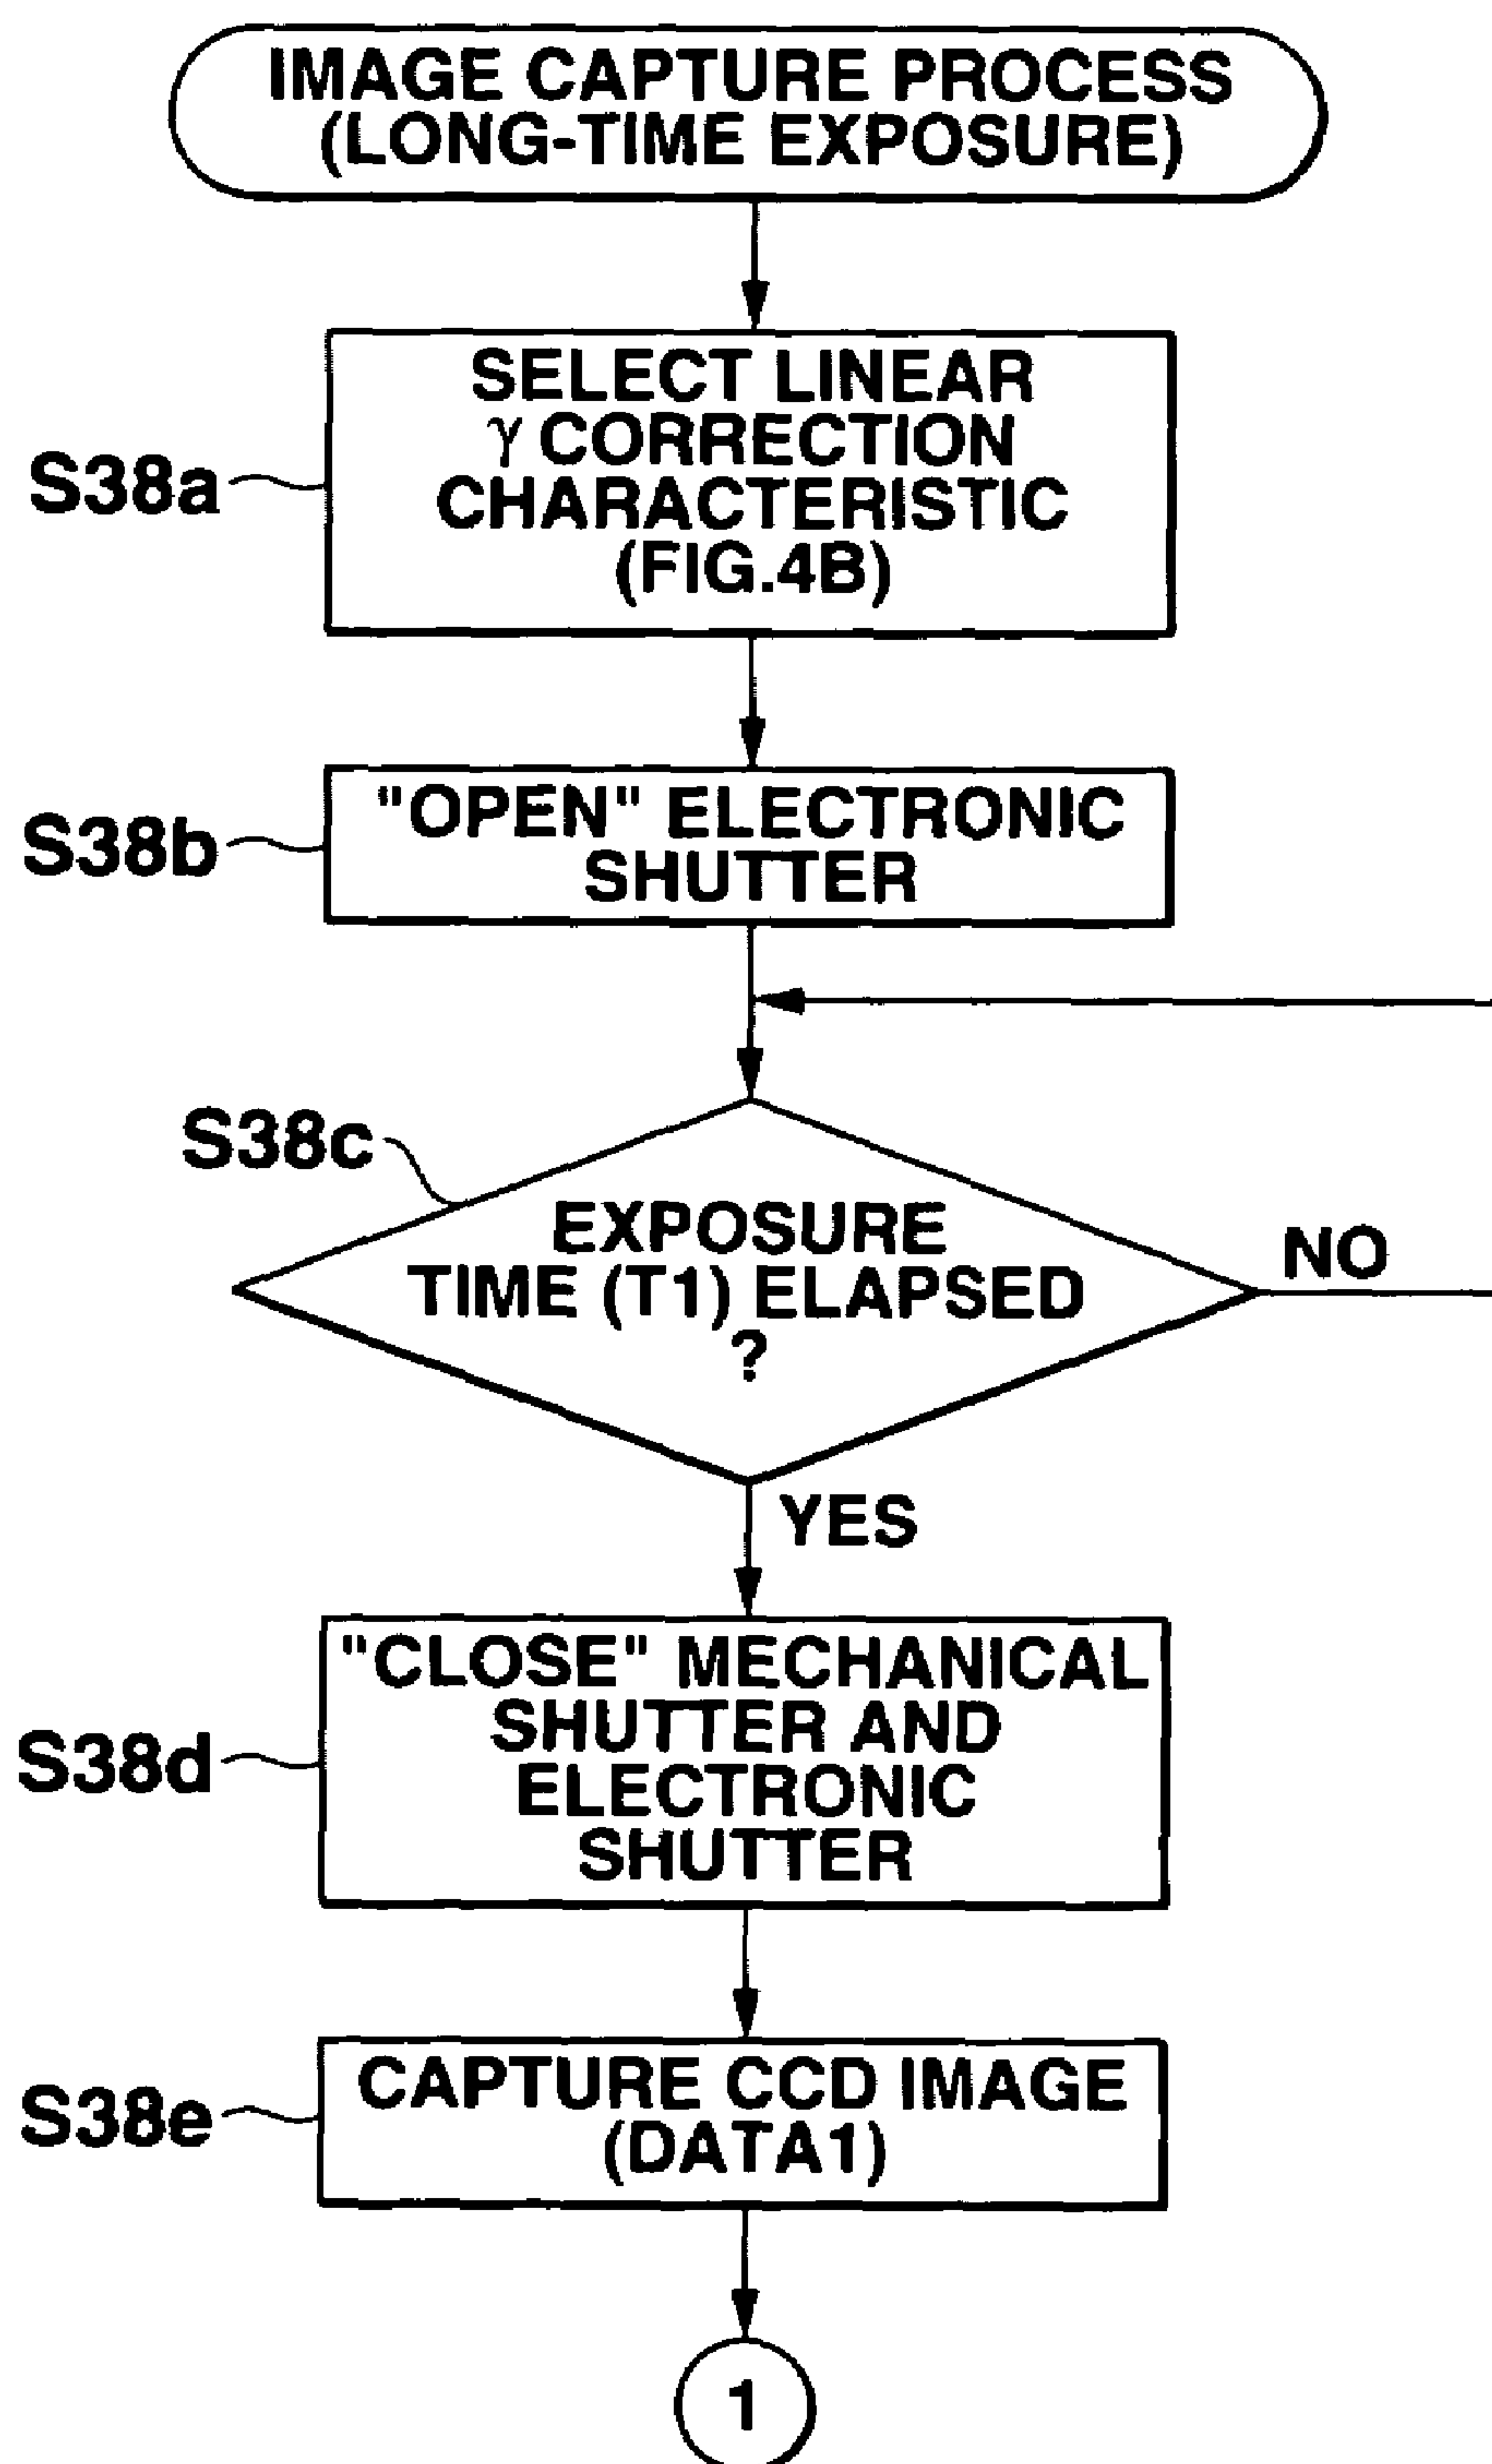 IMAGE CAPTURE PROCESS
(LONG-TIME EXPOSURE)
SELECT LINEAR
γ CORRECTION
CHARACTERISTIC
(FIG.4B)
S38a
"OPEN" ELECTRONIC
SHUTTER
S38b
S38c
EXPOSURE
TIME (T1) ELAPSED
?
NO
YES
"CLOSE" MECHANICAL
SHUTTER AND
ELECTRONIC
SHUTTER
S38d
CAPTURE CCD IMAGE
(DATA1)
S38e
1